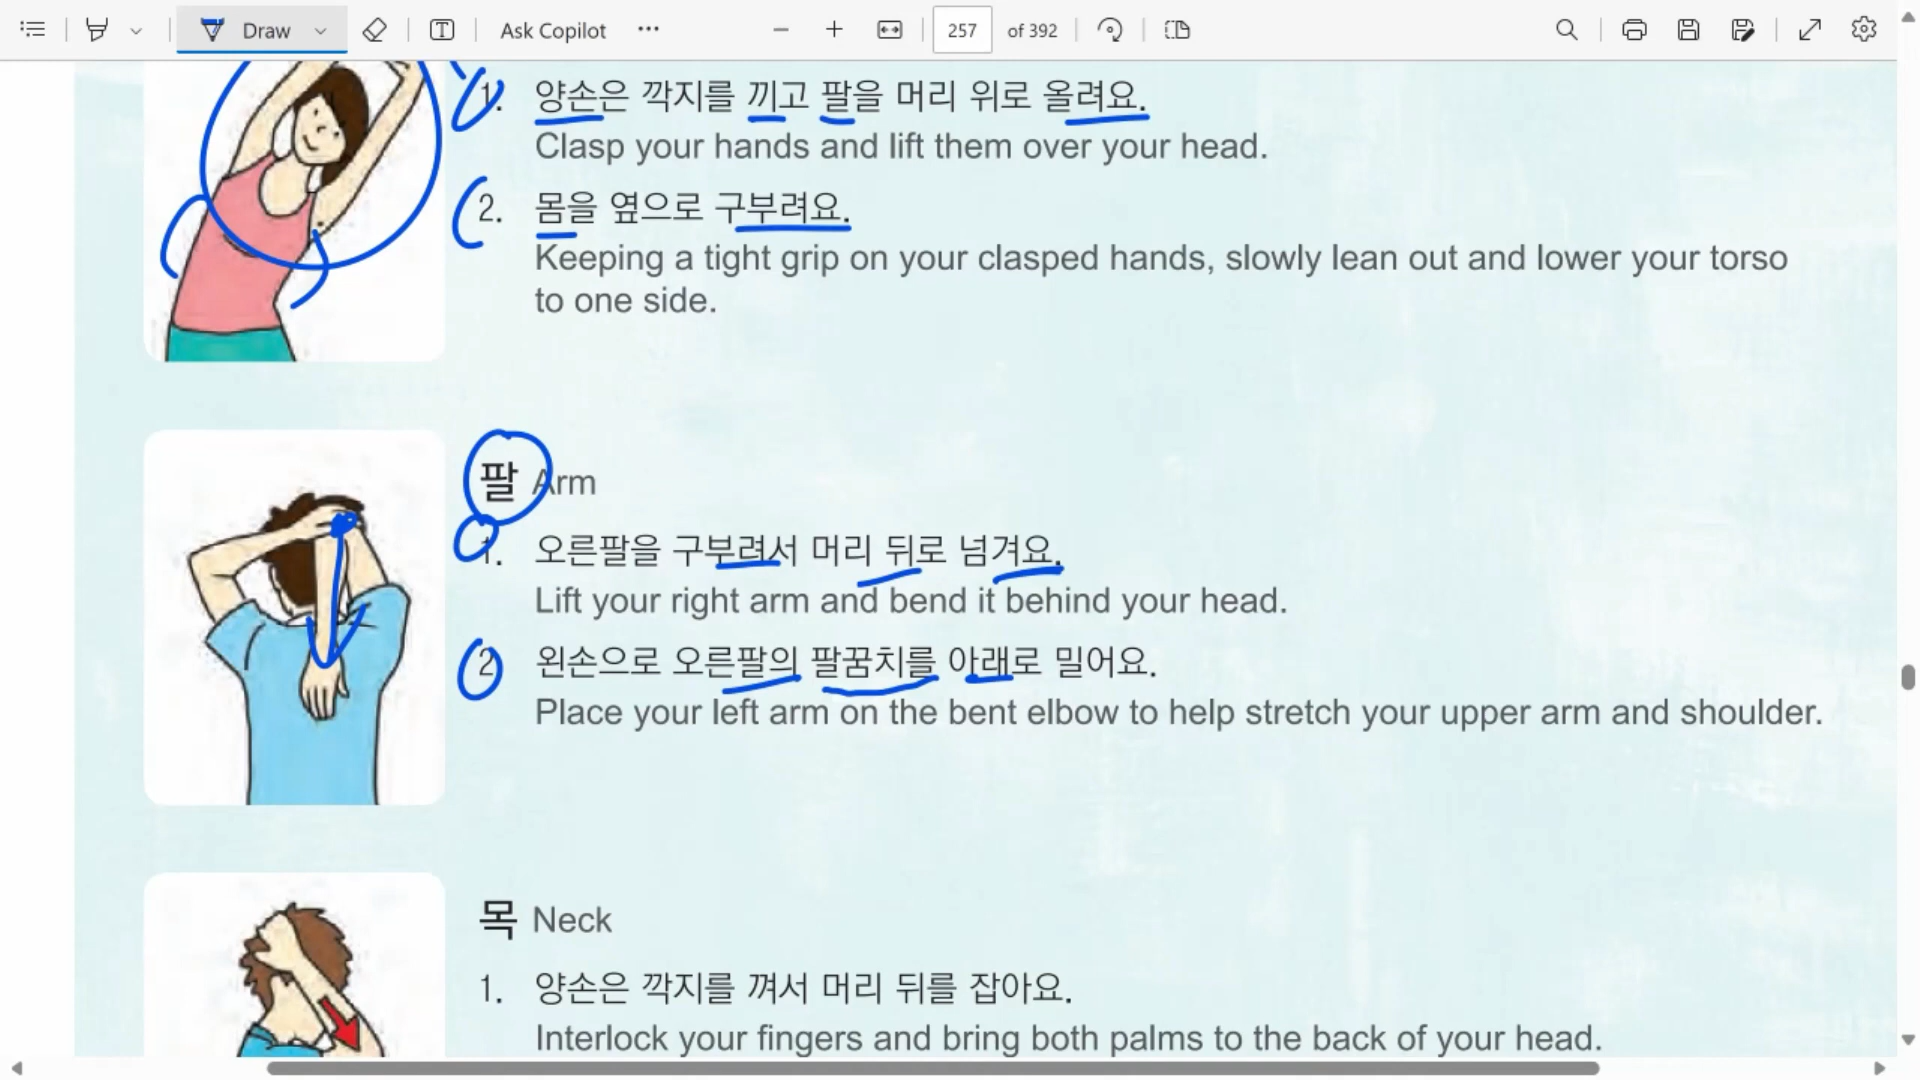 Draw
Ask Copilot
257 of 392
1. 양손은 깍지를 끼고 팔을 머리 위로 올려요.
Clasp your hands and lift them over your head.
2. 몸을 옆으로 구부려요.
Keeping a tight grip on your clasped hands, slowly lean out and lower your torso
to one side.
팔 Arm
1. 오른팔을 구부려서 머리 뒤로 넘겨요.
Lift your right arm and bend it behind your head.
2 왼손으로 오른팔의 팔꿈치를 아래로 밀어요.
Place your left arm on the bent elbow to help stretch your upper arm and shoulder.
목 Neck
1. 양손은 깍지를 껴서 머리 뒤를 잡아요.
Interlock your fingers and bring both palms to the back of your head.